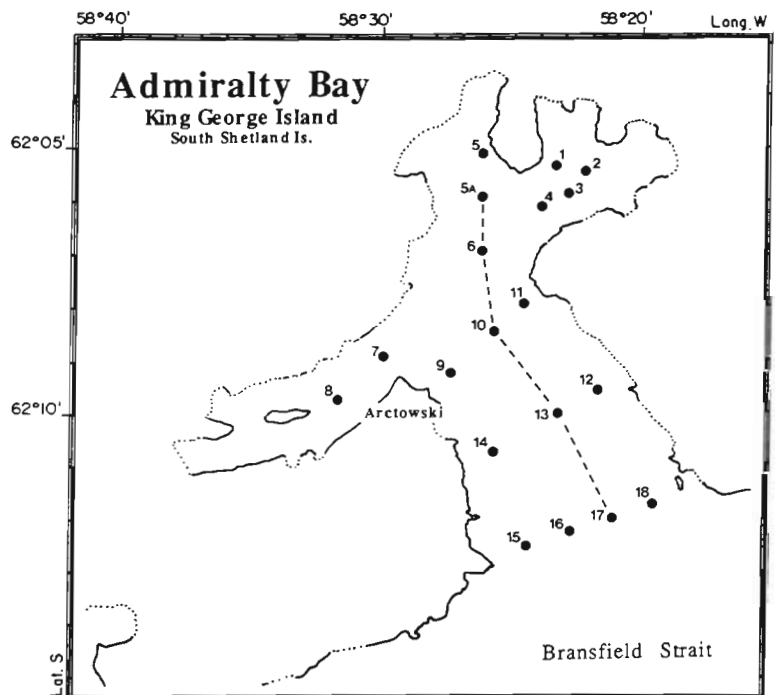 58°40' 58°30' 58°20' Long. W
Admiralty Bay
King George Island
South Shetland Is.
62°05'
5
1
2
5A
4
3
6
11
10
7
9
8
12
62°10'
Arctowski
13
14
18
17
16
15
Bransfield Strait
Lat. S